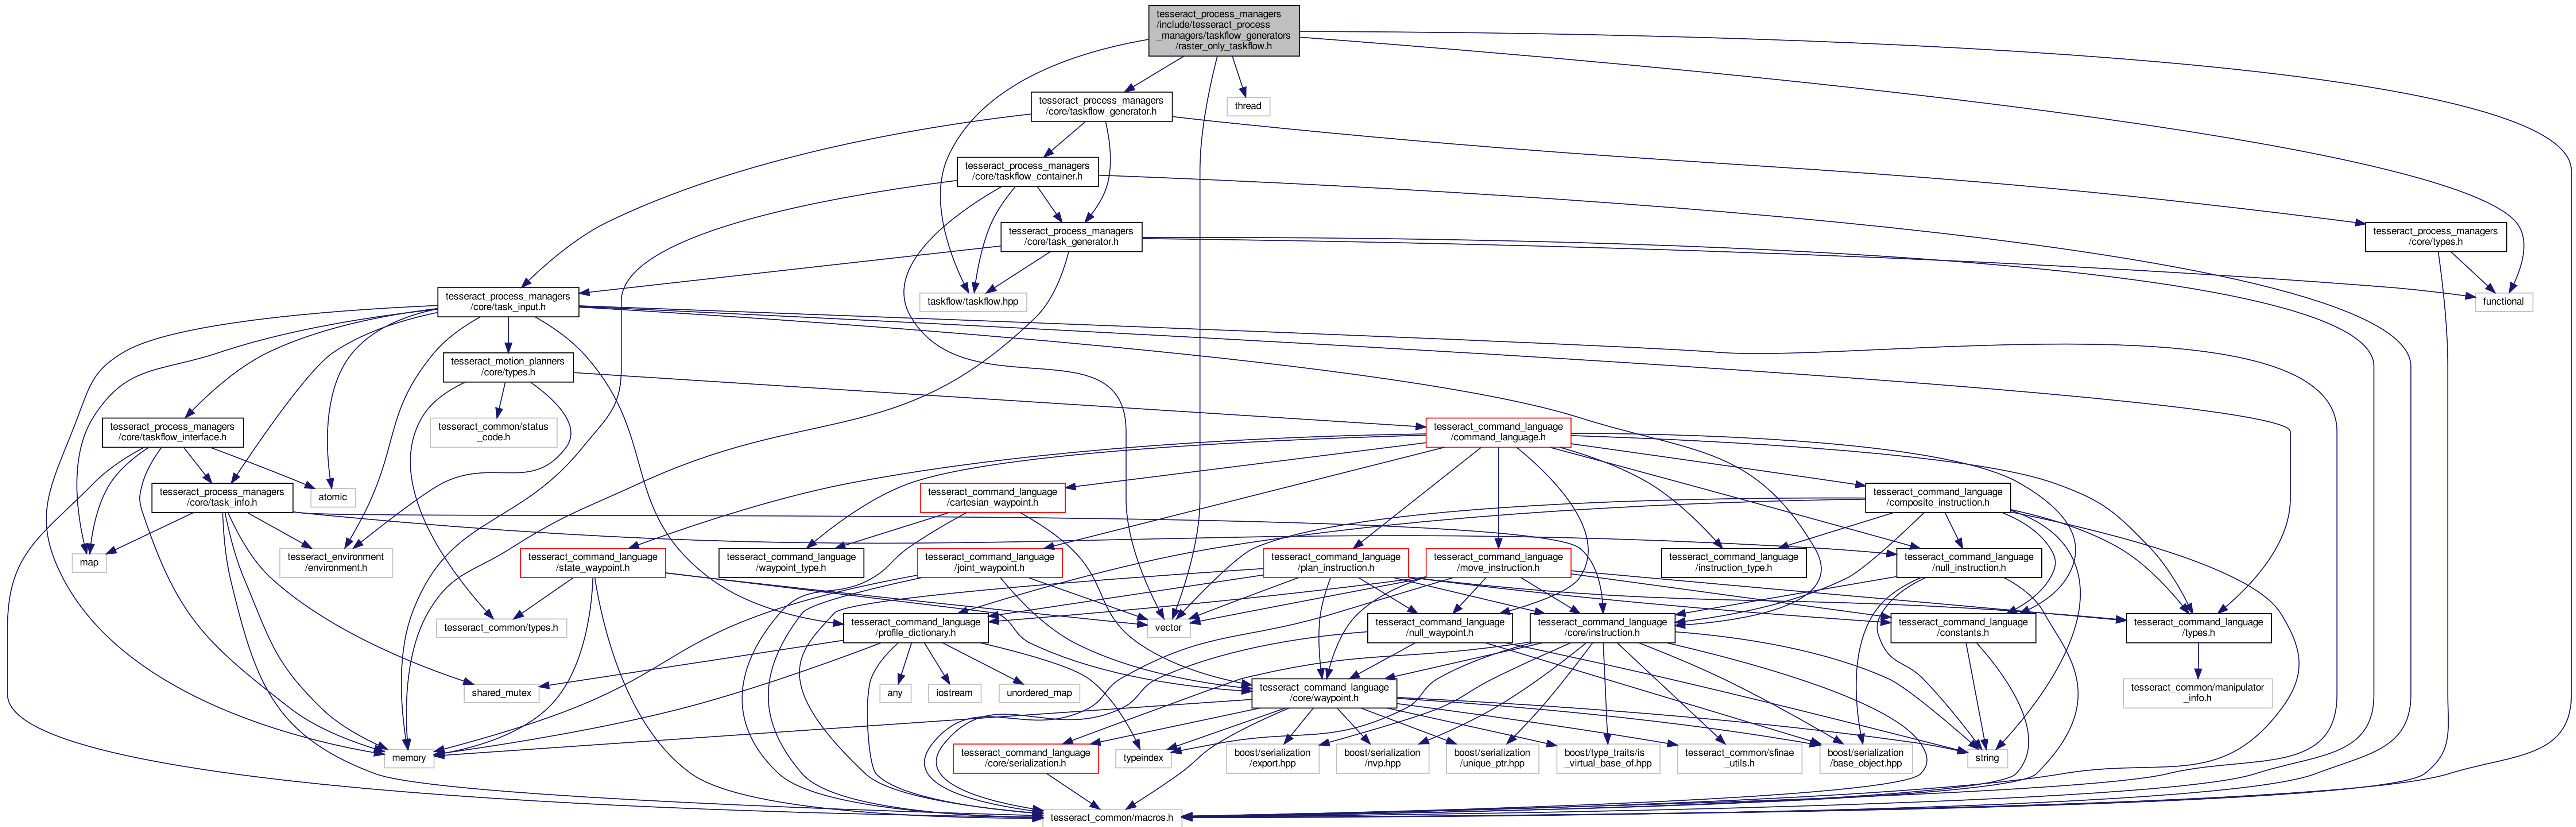 tesseract_process_managers
/include/tesseract_process
_managers/taskflow_generators
/raster_only_taskflow.h
tesseract_process_managers
/core/taskflow_generator.h
thread
tesseract_process_managers
/core/taskflow_container.h
tesseract_process_managers
/core/task_generator.h
tesseract_process_managers
/core/types.h
tesseract_process_managers
/core/task_input.h
taskflow/taskflow.hpp
functional
tesseract_motion_planners
/core/types.h
tesseract_process_managers
/core/taskflow_interface.h
tesseract_common/status
_code.h
tesseract_command_language
/command_language.h
tesseract_process_managers
/core/task_info.h
atomic
tesseract_command_language
/cartesian_waypoint.h
tesseract_command_language
/composite_instruction.h
map
tesseract_environment
/environment.h
tesseract_command_language
/state_waypoint.h
tesseract_command_language
/waypoint_type.h
tesseract_command_language
/joint_waypoint.h
tesseract_command_language
/plan_instruction.h
tesseract_command_language
/move_instruction.h
tesseract_command_language
/instruction_type.h
tesseract_command_language
/null_instruction.h
tesseract_common/types.h
tesseract_command_language
/profile_dictionary.h
vector
tesseract_command_language
/null_waypoint.h
tesseract_command_language
/core/instruction.h
tesseract_command_language
/constants.h
tesseract_command_language
/types.h
shared_mutex
any
iostream
unordered_map
tesseract_command_language
/core/waypoint.h
tesseract_common/manipulator
_info.h
memory
typeindex
tesseract_command_language
/core/serialization.h
boost/serialization
/export.hpp
boost/serialization
/nvp.hpp
boost/serialization
/unique_ptr.hpp
boost/type_traits/is
_virtual_base_of.hpp
tesseract_common/sfinae
_utils.h
boost/serialization
/base_object.hpp
string
tesseract_common/macros.h